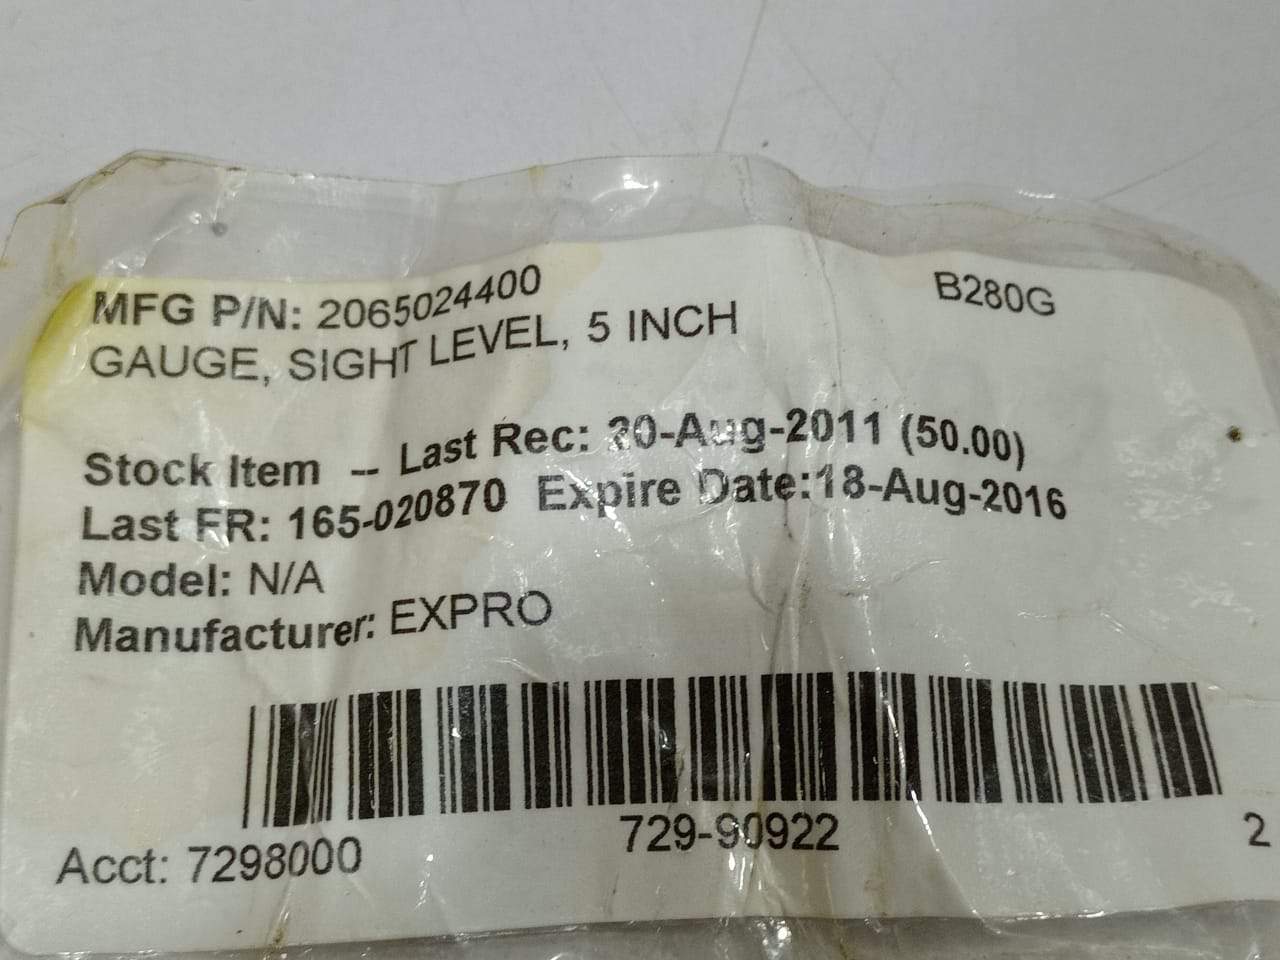 MFG P/N: 2065024400 B280G
GAUGE, SIGHT LEVEL, 5 INCH
Stock Item -- Last Rec: 20-Aug-2011 (50.00)
Last FR: 165-020870 Expire Date:18-Aug-2016
Model: N/A
Manufacturer: EXPRO
729-90922
Acct: 7298000 2